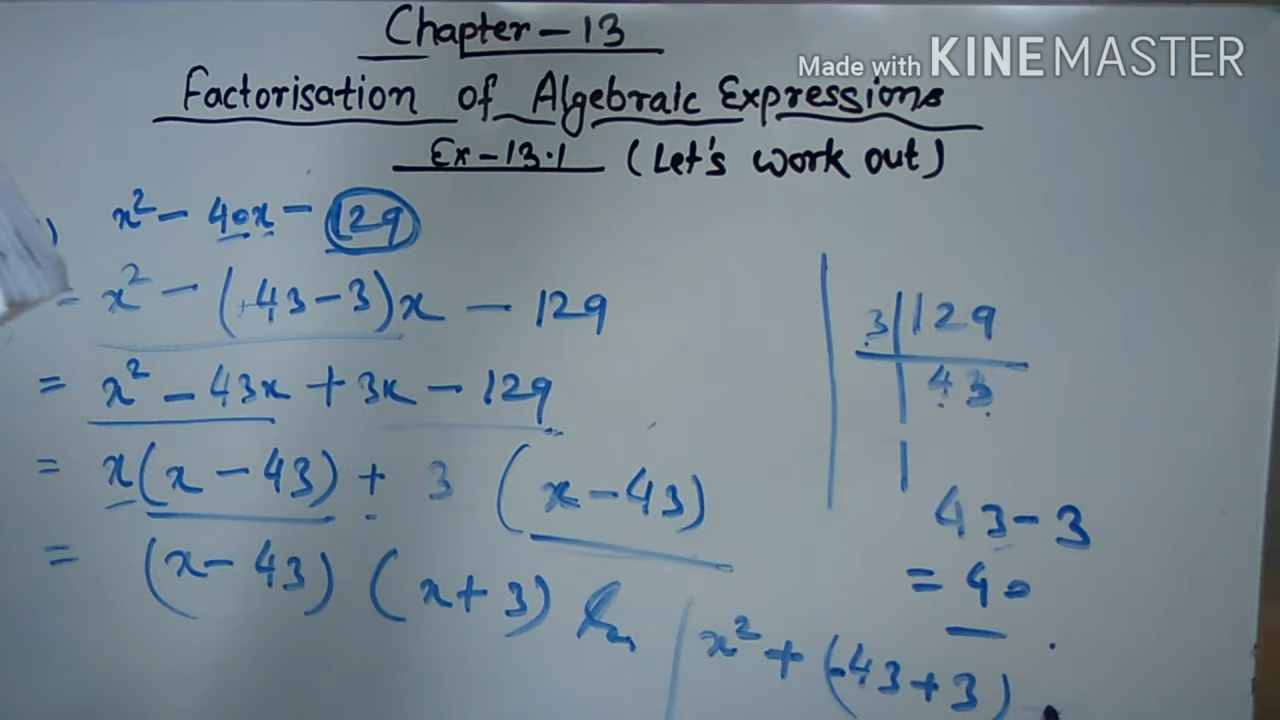 Chapter-13
Made with KINEMASTER
Factorisation of Algebraic Expressions
Ex-13.1 (Let's work out)
) x² - 40x - 129
= x² - (43-3)x - 129
= x² - 43x + 3x - 129
= x(x-43) + 3 (x-43)
= (x-43) (x+3)
3 129
43
43-3
= 40
x² + (-43+3)